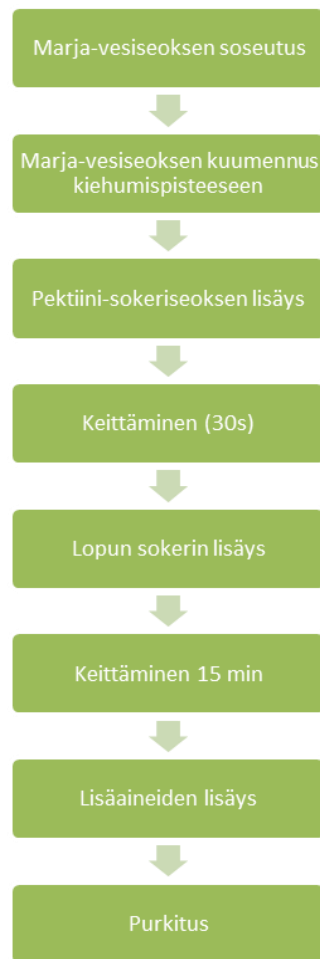 Marja-vesiseoksen soseutus
Marja-vesiseoksen kuumennus
kiehumispisteeseen
Pektiini-sokeriseoksen lisäys
Keittäminen (30s)
Lopun sokerin lisäys
Keittäminen 15 min
Lisäaineiden lisäys
Purkitus